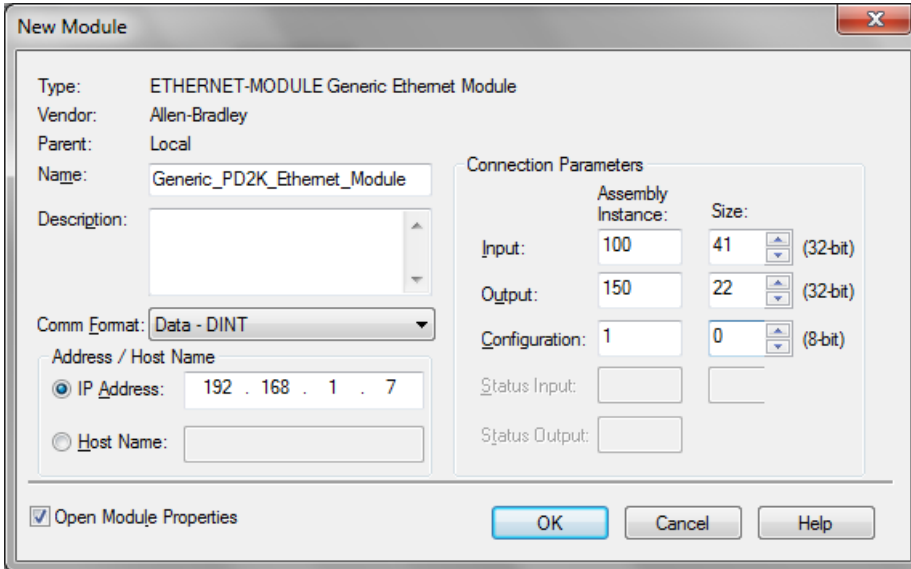 New Module
Type: ETHERNET-MODULE Generic Ethernet Module
Vendor: Allen-Bradley
Parent: Local
Name: Generic_PD2K_Ethernet_Module
Description:
Comm Format: Data - DINT
Address / Host Name
IP Address: 192 . 168 . 1 . 7
Host Name:
Connection Parameters
Assembly Instance: Size:
Input: 100 41 (32-bit)
Output: 150 22 (32-bit)
Configuration: 1 0 (8-bit)
Status Input:
Status Output:
Open Module Properties
OK Cancel Help